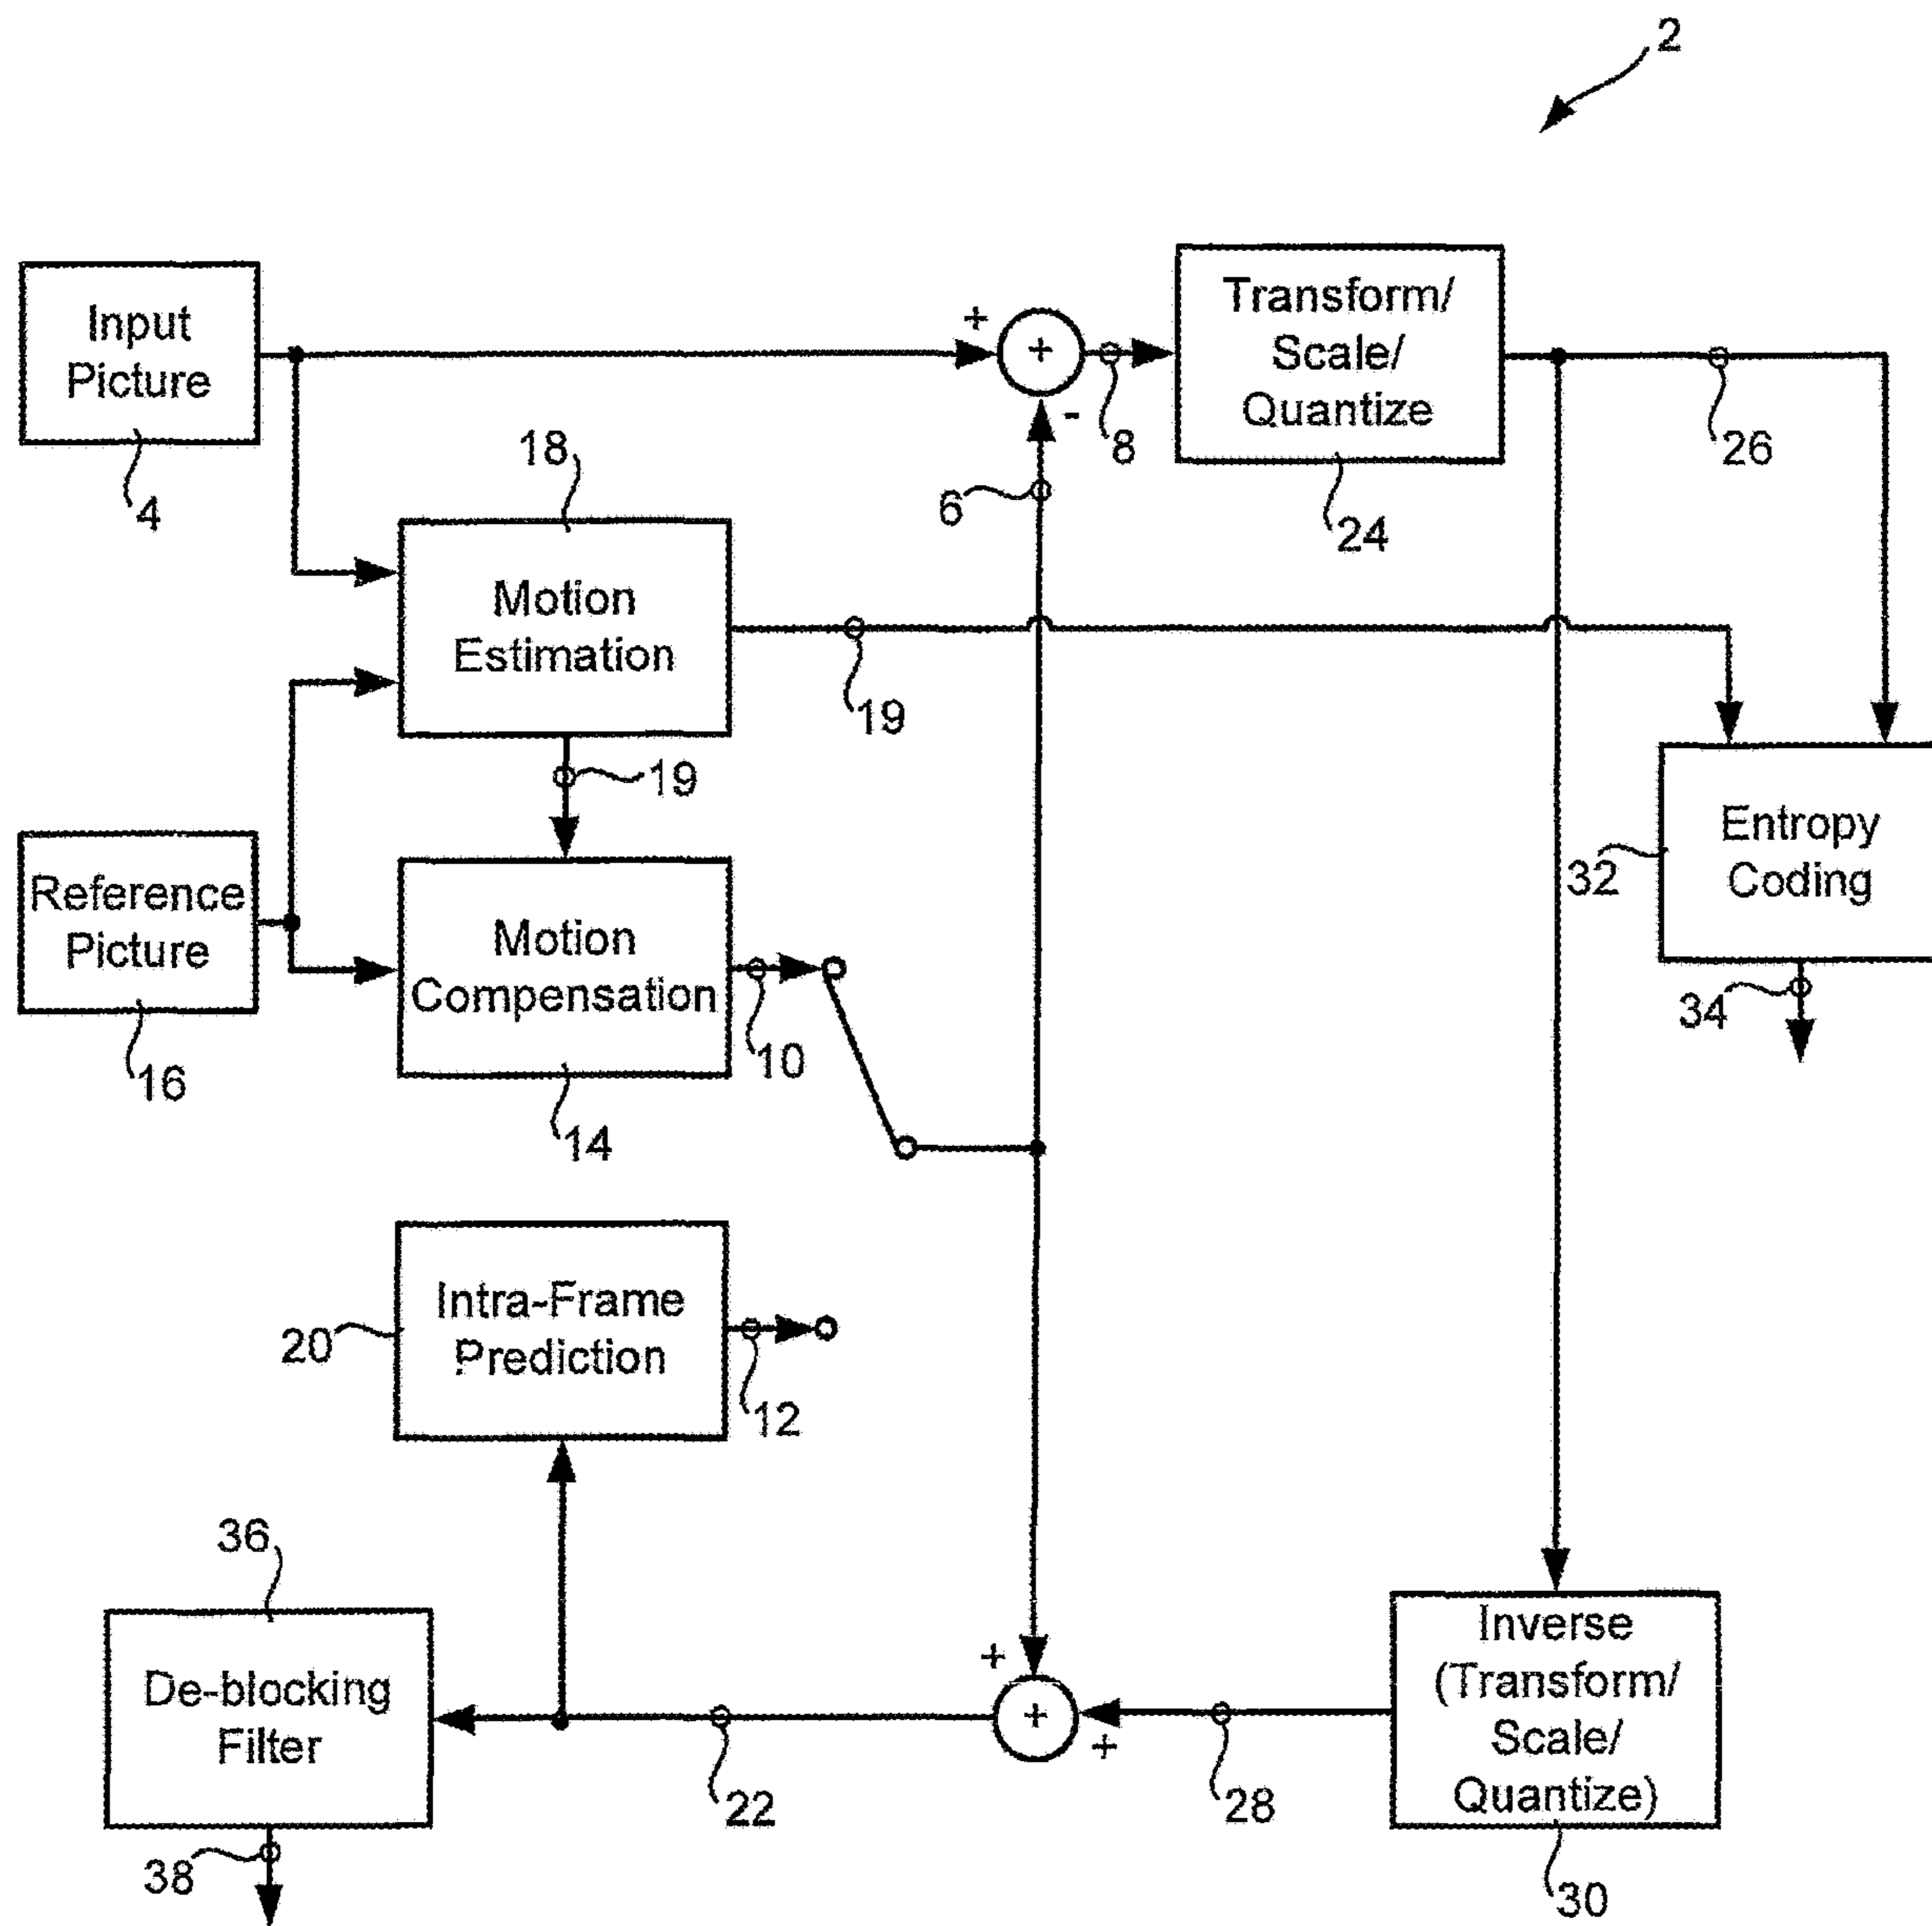 2
Input
Picture
4
+
+
-
8
6
Transform/
Scale/
Quantize
24
26
18
Motion
Estimation
19
19
Reference
Picture
16
Motion
Compensation
10
14
Entropy
Coding
32
34
Intra-Frame
Prediction
20
12
36
De-blocking
Filter
38
22
+
+
+
28
Inverse
(Transform/
Scale/
Quantize)
30